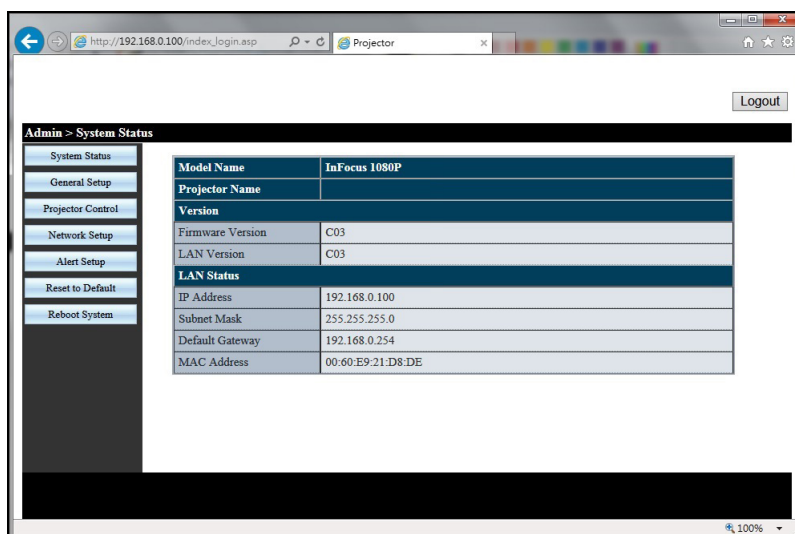 http://192.168.0.100/index_login.asp
Projector
Logout
Admin > System Status
System Status
General Setup
Projector Control
Network Setup
Alert Setup
Reset to Default
Reboot System
Model Name InFocus 1080P
Projector Name
Version
Firmware Version C03
LAN Version C03
LAN Status
IP Address 192.168.0.100
Subnet Mask 255.255.255.0
Default Gateway 192.168.0.254
MAC Address 00:60:E9:21:D8:DE
100%